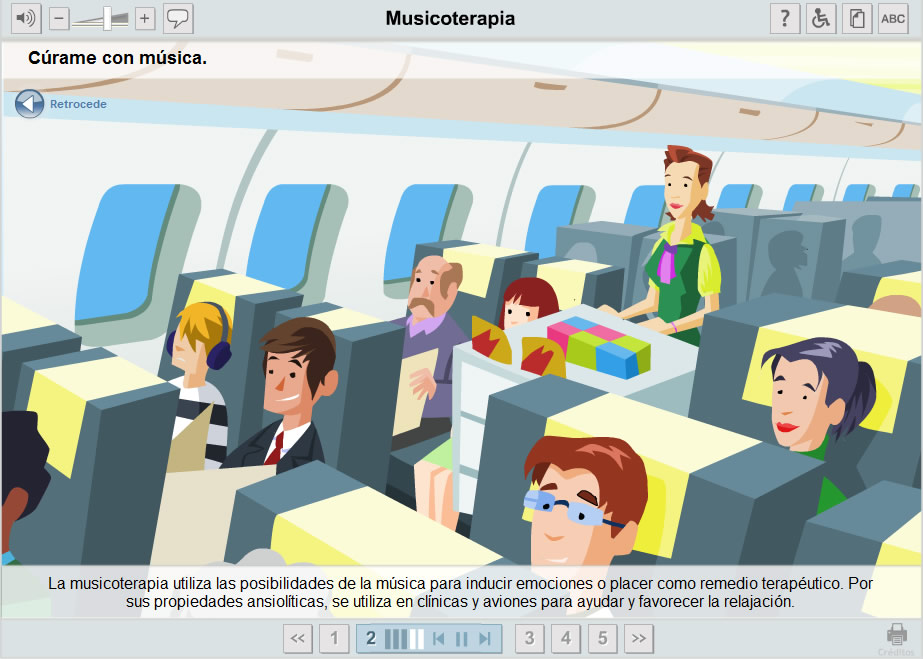 Musicoterapia
? ABC
Cúrame con música.
Retrocede
La musicoterapia utiliza las posibilidades de la música para inducir emociones o placer como remedio terapéutico. Por
sus propiedades ansiolíticas, se utiliza en clínicas y aviones para ayudar y favorecer la relajación.
<< 1 2 3 4 5 >>
Créditos